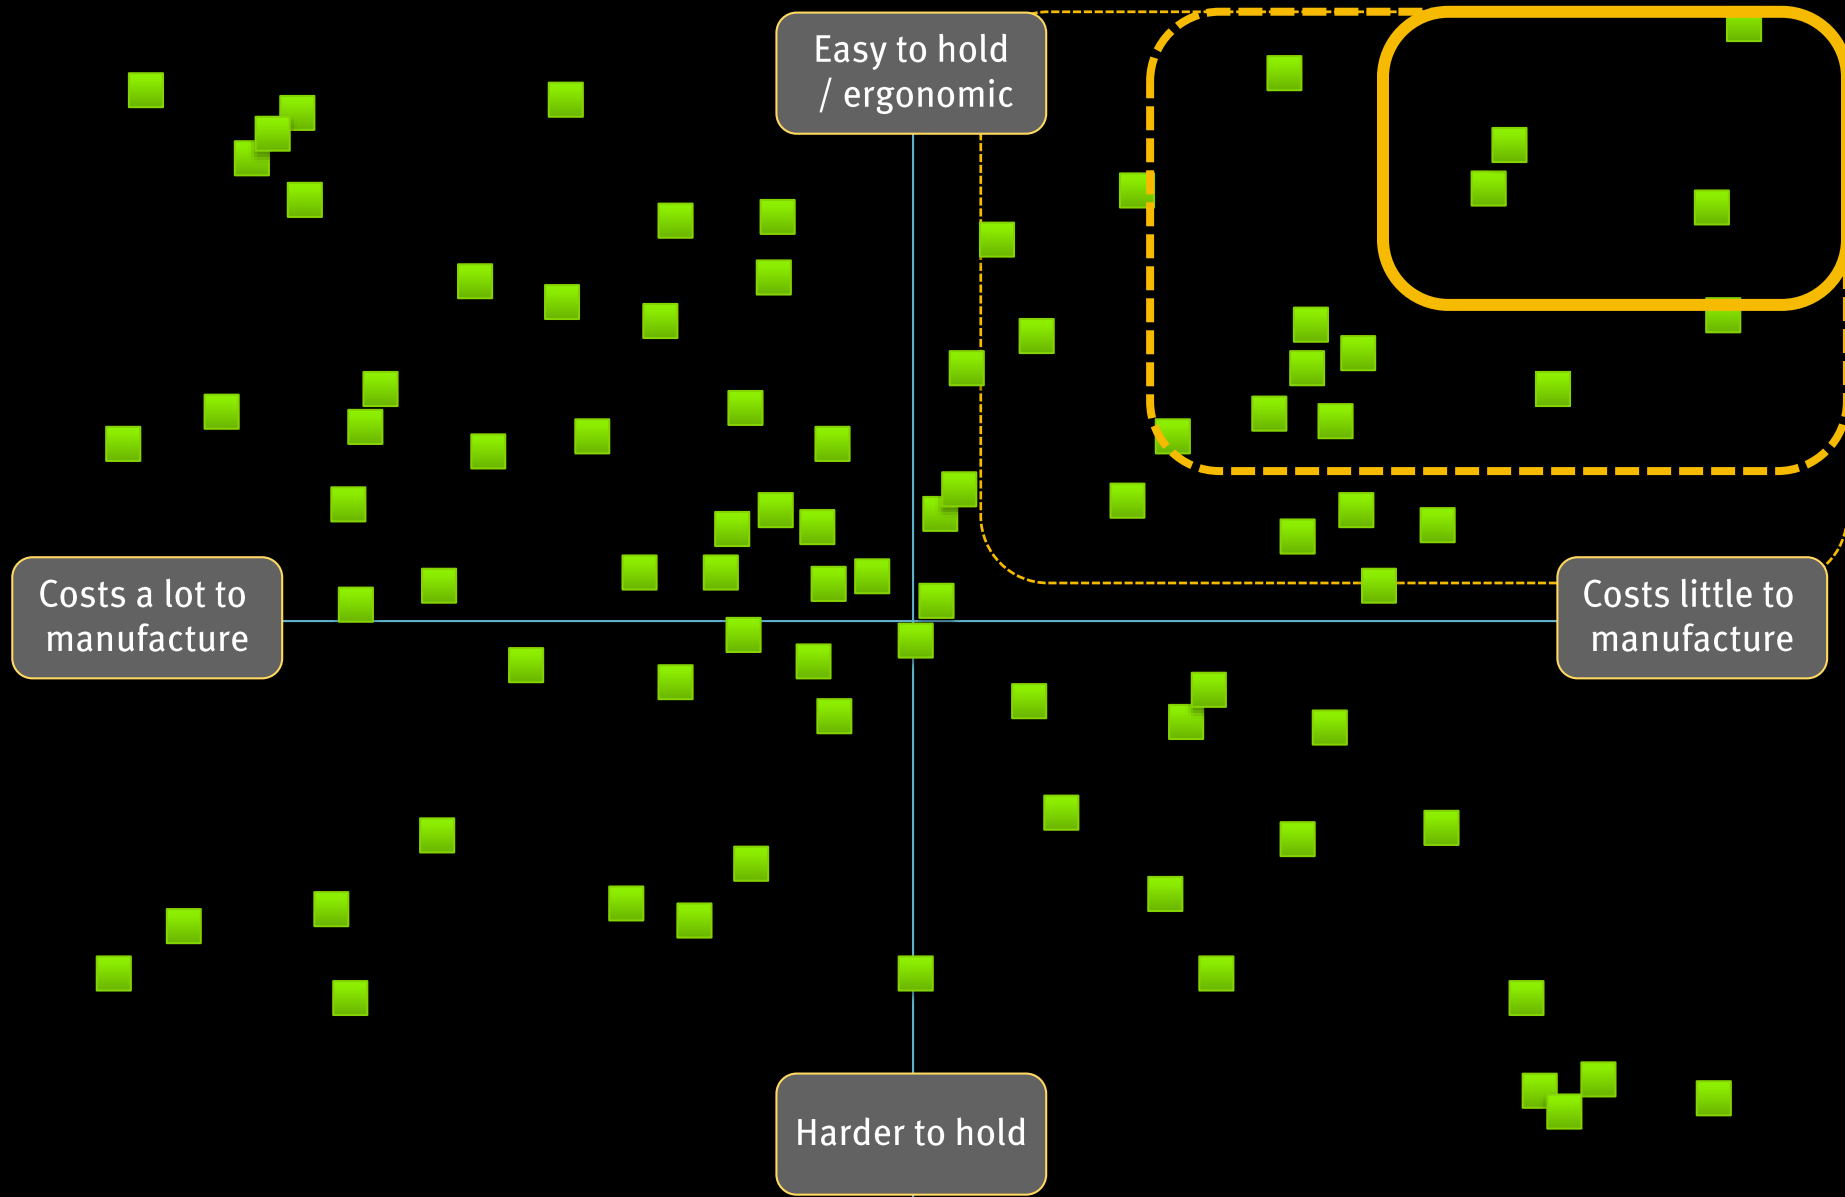 Easy to hold
/ ergonomic
Costs a lot to
manufacture
Costs little to
manufacture
Harder to hold